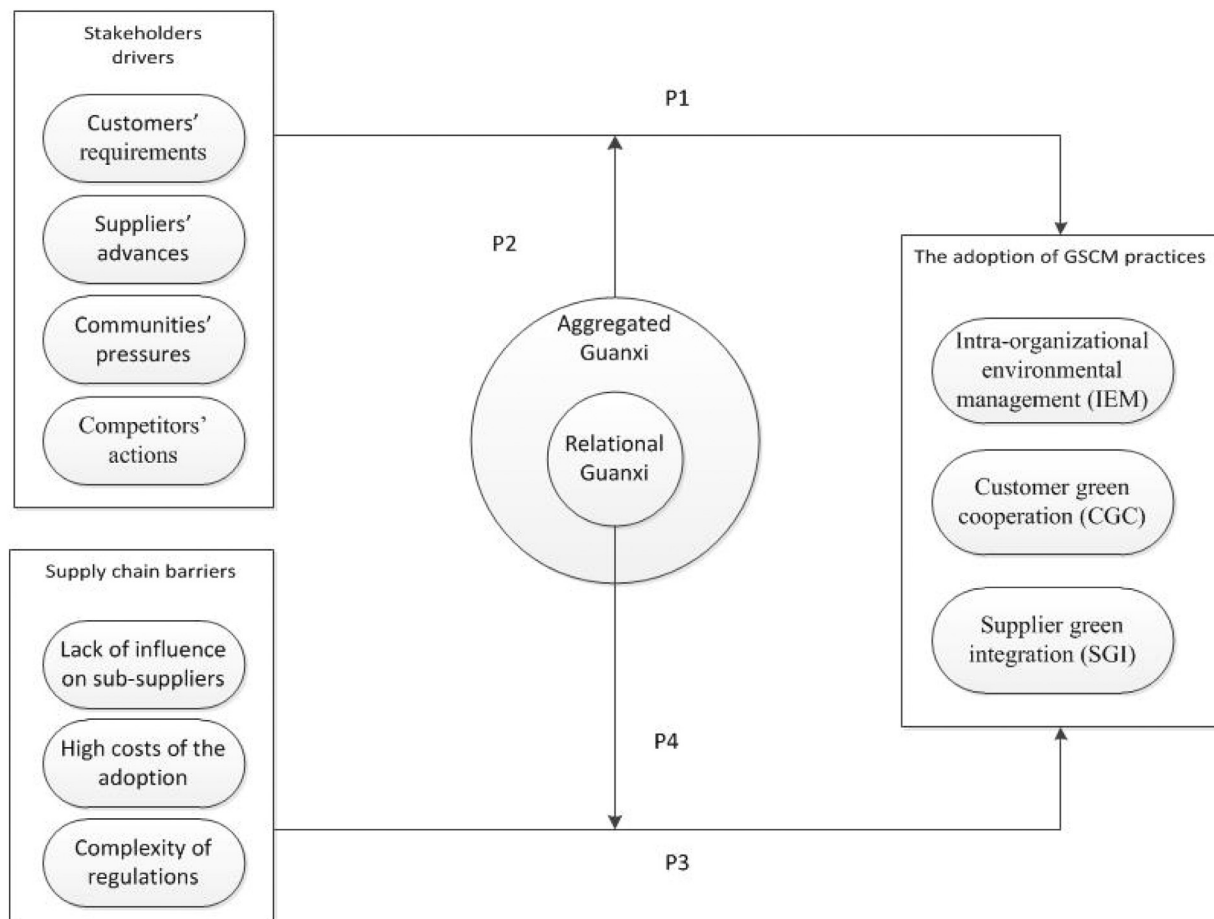 Stakeholders
drivers
Customers'
requirements
Suppliers'
advances
Communities'
pressures
Competitors'
actions
P1
P2
Aggregated
Guanxi
Relational
Guanxi
The adoption of GSCM practices
Intra-organizational
environmental
management (IEM)
Customer green
cooperation (CGC)
Supplier green
integration (SGI)
Supply chain barriers
Lack of influence
on sub-suppliers
High costs of the
adoption
Complexity of
regulations
P4
P3